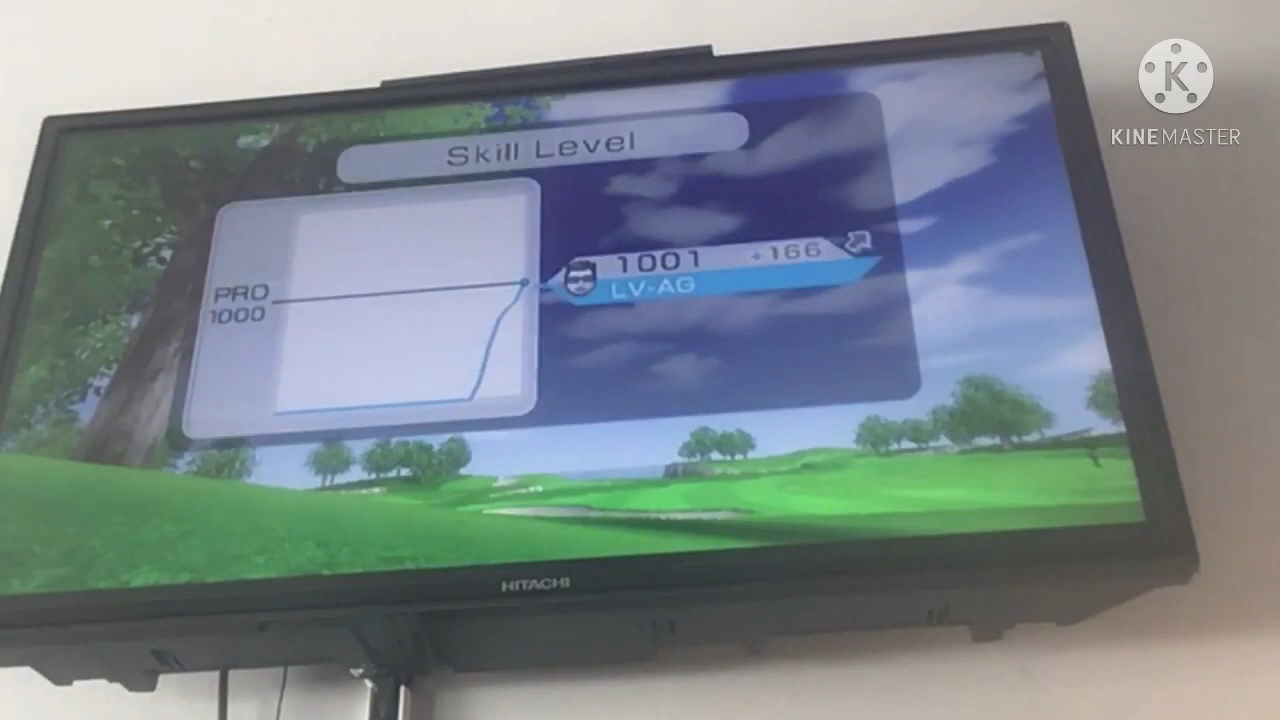 K
KINEMASTER
Skill Level
1001 +166
LV-AG
PRO
1000
HITACHI